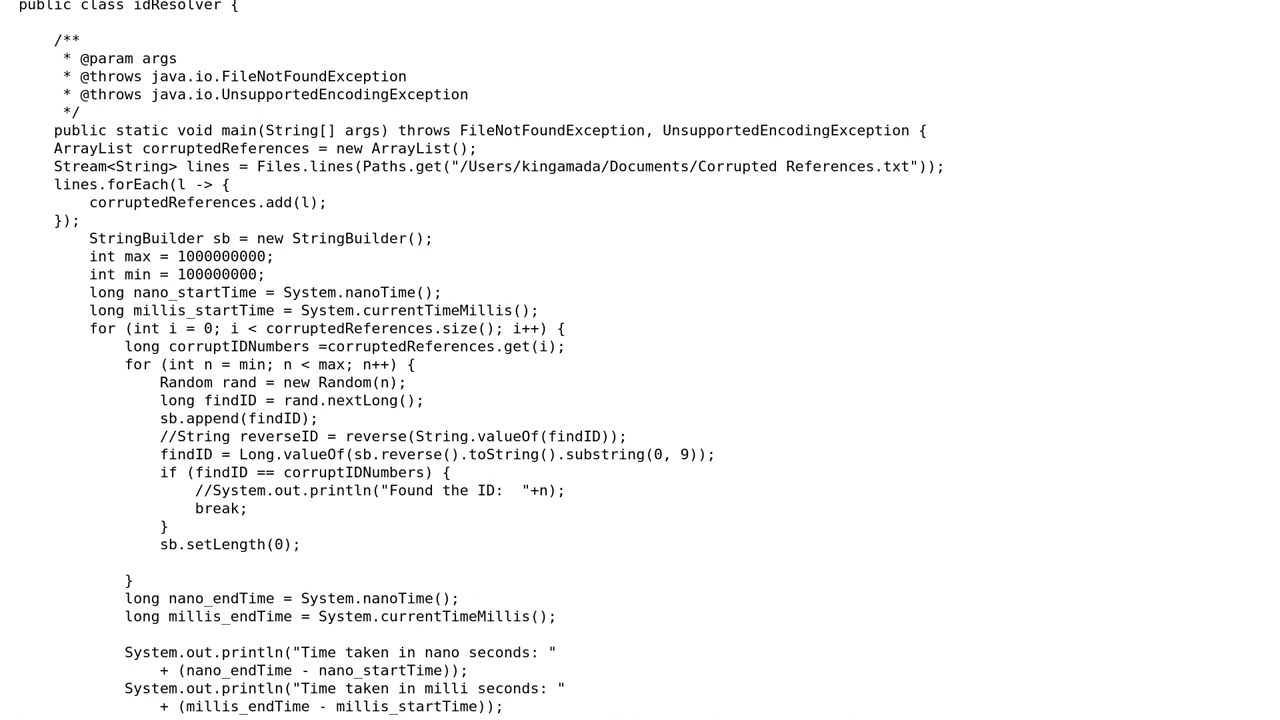 public class idResolver {
/**
* @param args
* @throws java.io.FileNotFoundException
* @throws java.io.UnsupportedEncodingException
*/
public static void main(String[] args) throws FileNotFoundException, UnsupportedEncodingException {
ArrayList corruptedReferences = new ArrayList();
Stream<String> lines = Files.lines(Paths.get("/Users/kingamada/Documents/Corrupted References.txt"));
lines.forEach(l -> {
corruptedReferences.add(l);
});
StringBuilder sb = new StringBuilder();
int max = 1000000000;
int min = 100000000;
long nano_startTime = System.nanoTime();
long millis_startTime = System.currentTimeMillis();
for (int i = 0; i < corruptedReferences.size(); i++) {
long corruptIDNumbers =corruptedReferences.get(i);
for (int n = min; n < max; n++) {
Random rand = new Random(n);
long findID = rand.nextLong();
sb.append(findID);
//String reverseID = reverse(String.valueOf(findID));
findID = Long.valueOf(sb.reverse().toString().substring(0, 9));
if (findID == corruptIDNumbers) {
//System.out.println("Found the ID:  "+n);
break;
}
sb.setLength(0);
}
long nano_endTime = System.nanoTime();
long millis_endTime = System.currentTimeMillis();
System.out.println("Time taken in nano seconds: "
+ (nano_endTime - nano_startTime));
System.out.println("Time taken in milli seconds: "
+ (millis_endTime - millis_startTime));